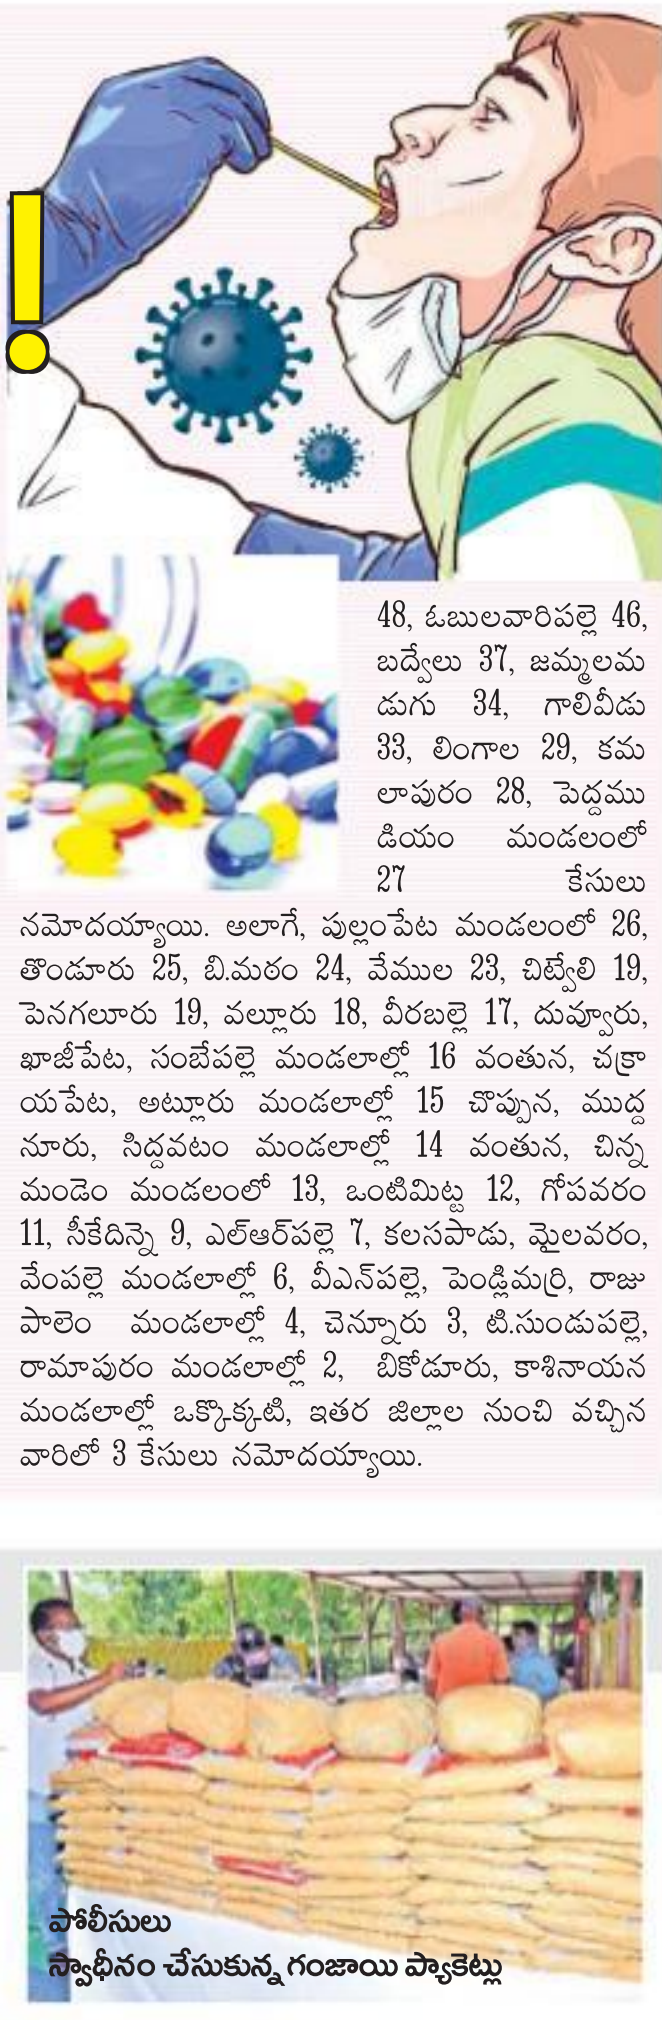 !
48, ఓబులవారిపల్లె 46,
బద్వేలు 37, జమ్మలమ
డుగు 34, గాలివీడు
33, లింగాల 29, కమ
లాపురం 28, పెద్దము
డియం మండలంలో
27 కేసులు
నమోదయ్యాయి. అలాగే, పుల్లంపేట మండలంలో 26,
తొండూరు 25, బి.మఠం 24, వేముల 23, చిట్వేలి 19,
పెనగలూరు 19, వల్లూరు 18, వీరబల్లె 17, దువ్వూరు,
ఖాజీపేట, సంబేపల్లె మండలాల్లో 16 వంతున, చక్రా
యపేట, అట్లూరు మండలాల్లో 15 చొప్పున, ముద్ద
నూరు, సిద్దవటం మండలాల్లో 14 వంతున, చిన్న
మండెం మండలంలో 13, ఒంటిమిట్ట 12, గోపవరం
11, సీకేదిన్నె 9, ఎల్ఆర్‌పల్లె 7, కలసపాడు, మైలవరం,
వేంపల్లె మండలాల్లో 6, వీఎన్‌పల్లె, పెండ్లిమర్రి, రాజు
పాలెం మండలాల్లో 4, చెన్నూరు 3, టి.సుండుపల్లె,
రామాపురం మండలాల్లో 2, బికోడూరు, కాశినాయన
మండలాల్లో ఒక్కొక్కటి, ఇతర జిల్లాల నుంచి వచ్చిన
వారిలో 3 కేసులు నమోదయ్యాయి.
పోలీసులు
స్వాధీనం చేసుకున్న గంజాయి ప్యాకెట్లు